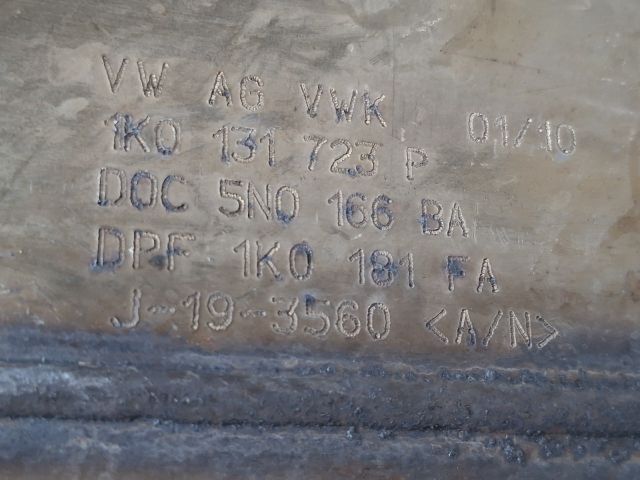 VW AG VWK
1K0 131 723 P 01/10
DOC 5N0 166 BA
DPF 1K0 181 FA
J-19-3560 <A/N>